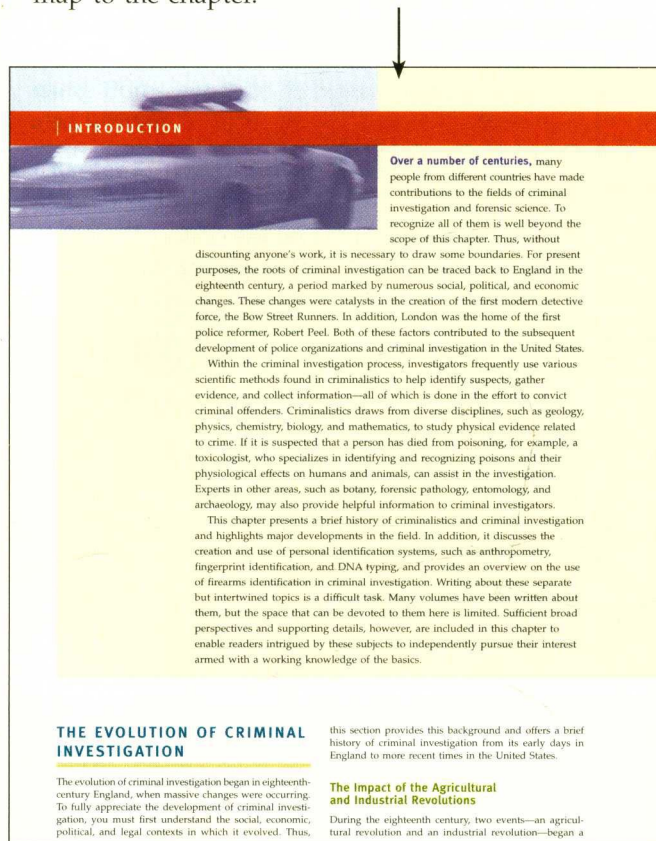 map to the chapter.
INTRODUCTION
Over a number of centuries, many
people from different countries have made
contributions to the fields of criminal
investigation and forensic science. To
recognize all of them is well beyond the
scope of this chapter. Thus, without
discounting anyone's work, it is necessary to draw some boundaries. For present
purposes, the roots of criminal investigation can be traced back to England in the
eighteenth century, a period marked by numerous social, political, and economic
changes. These changes were catalysts in the creation of the first modern detective
force, the Bow Street Runners. In addition, London was the home of the first
police reformer, Robert Peel. Both of these factors contributed to the subsequent
development of police organizations and criminal investigation in the United States.
Within the criminal investigation process, investigators frequently use various
scientific methods found in criminalistics to help identify suspects, gather
evidence, and collect information—all of which is done in the effort to convict
criminal offenders. Criminalistics draws from diverse disciplines, such as geology,
physics, chemistry, biology, and mathematics, to study physical evidence related
to crime. If it is suspected that a person has died from poisoning, for example, a
toxicologist, who specializes in identifying and recognizing poisons and their
physiological effects on humans and animals, can assist in the investigation.
Experts in other areas, such as botany, forensic pathology, entomology, and
archaeology, may also provide helpful information to criminal investigators.
This chapter presents a brief history of criminalistics and criminal investigation
and highlights major developments in the field. In addition, it discusses the
creation and use of personal identification systems, such as anthropometry,
fingerprint identification, and DNA typing, and provides an overview on the use
of firearms identification in criminal investigation. Writing about these separate
but intertwined topics is a difficult task. Many volumes have been written about
them, but the space that can be devoted to them here is limited. Sufficient broad
perspectives and supporting details, however, are included in this chapter to
enable readers intrigued by these subjects to independently pursue their interest
armed with a working knowledge of the basics.
THE EVOLUTION OF CRIMINAL
INVESTIGATION
The evolution of criminal investigation began in eighteenth-
century England, when massive changes were occurring.
To fully appreciate the development of criminal investi-
gation, you must first understand the social, economic,
political, and legal contexts in which it evolved. Thus,
this section provides this background and offers a brief
history of criminal investigation from its early days in
England to more recent times in the United States.
The Impact of the Agricultural
and Industrial Revolutions
During the eighteenth century, two events—an agricul-
tural revolution and an industrial revolution—began a